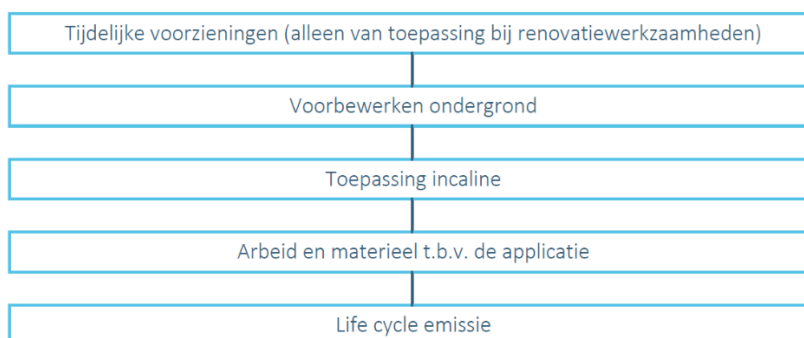 Tijdelijke voorzieningen (alleen van toepassing bij renovatiewerkzaamheden)
Voorbewerken ondergrond
Toepassing incaline
Arbeid en materieel t.b.v. de applicatie
Life cycle emissie